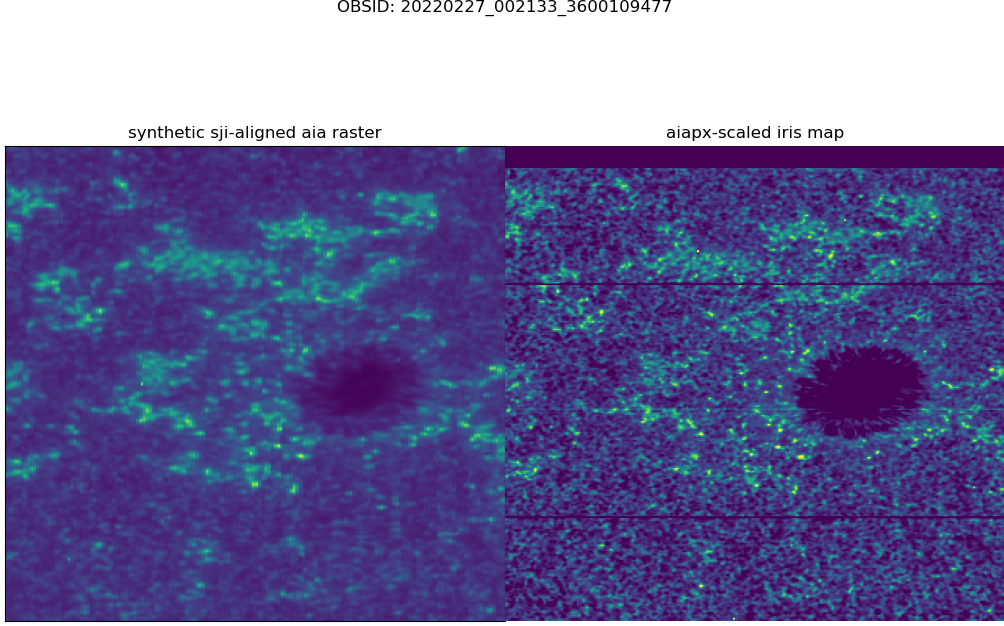 OBSID: 20220227_002133_3600109477
synthetic sji-aligned aia raster
aiapx-scaled iris map